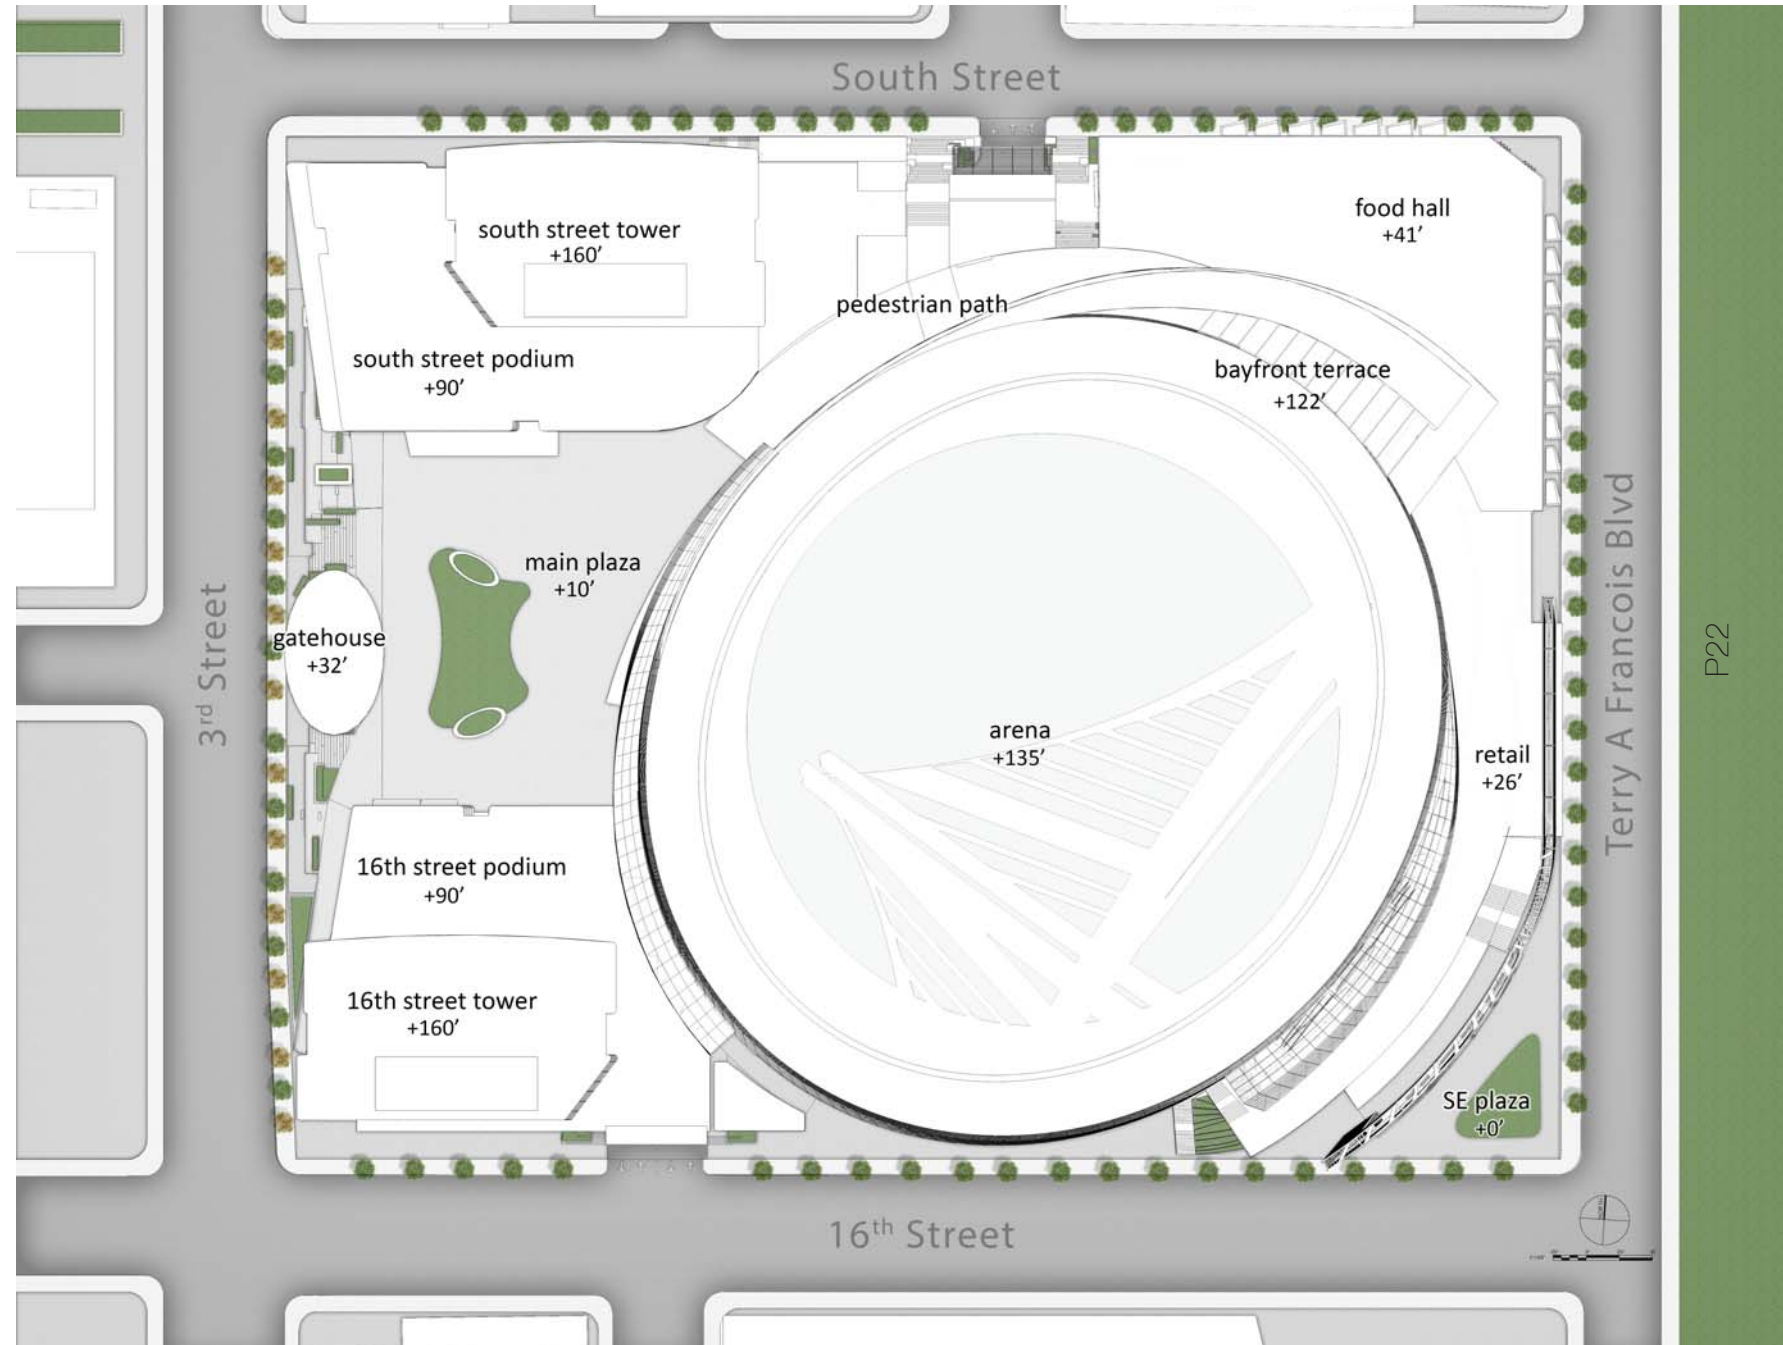 South Street
food hall
+41’
south street tower
+160’
pedestrian path
south street podium
+90’
bayfront terrace
+122’
main plaza
+10’
gatehouse
+32’
3rd Street
Terry A Francois Blvd
P22
arena
+135’
retail
+26’
16th street podium
+90’
16th street tower
+160’
SE plaza
+0’
16th Street